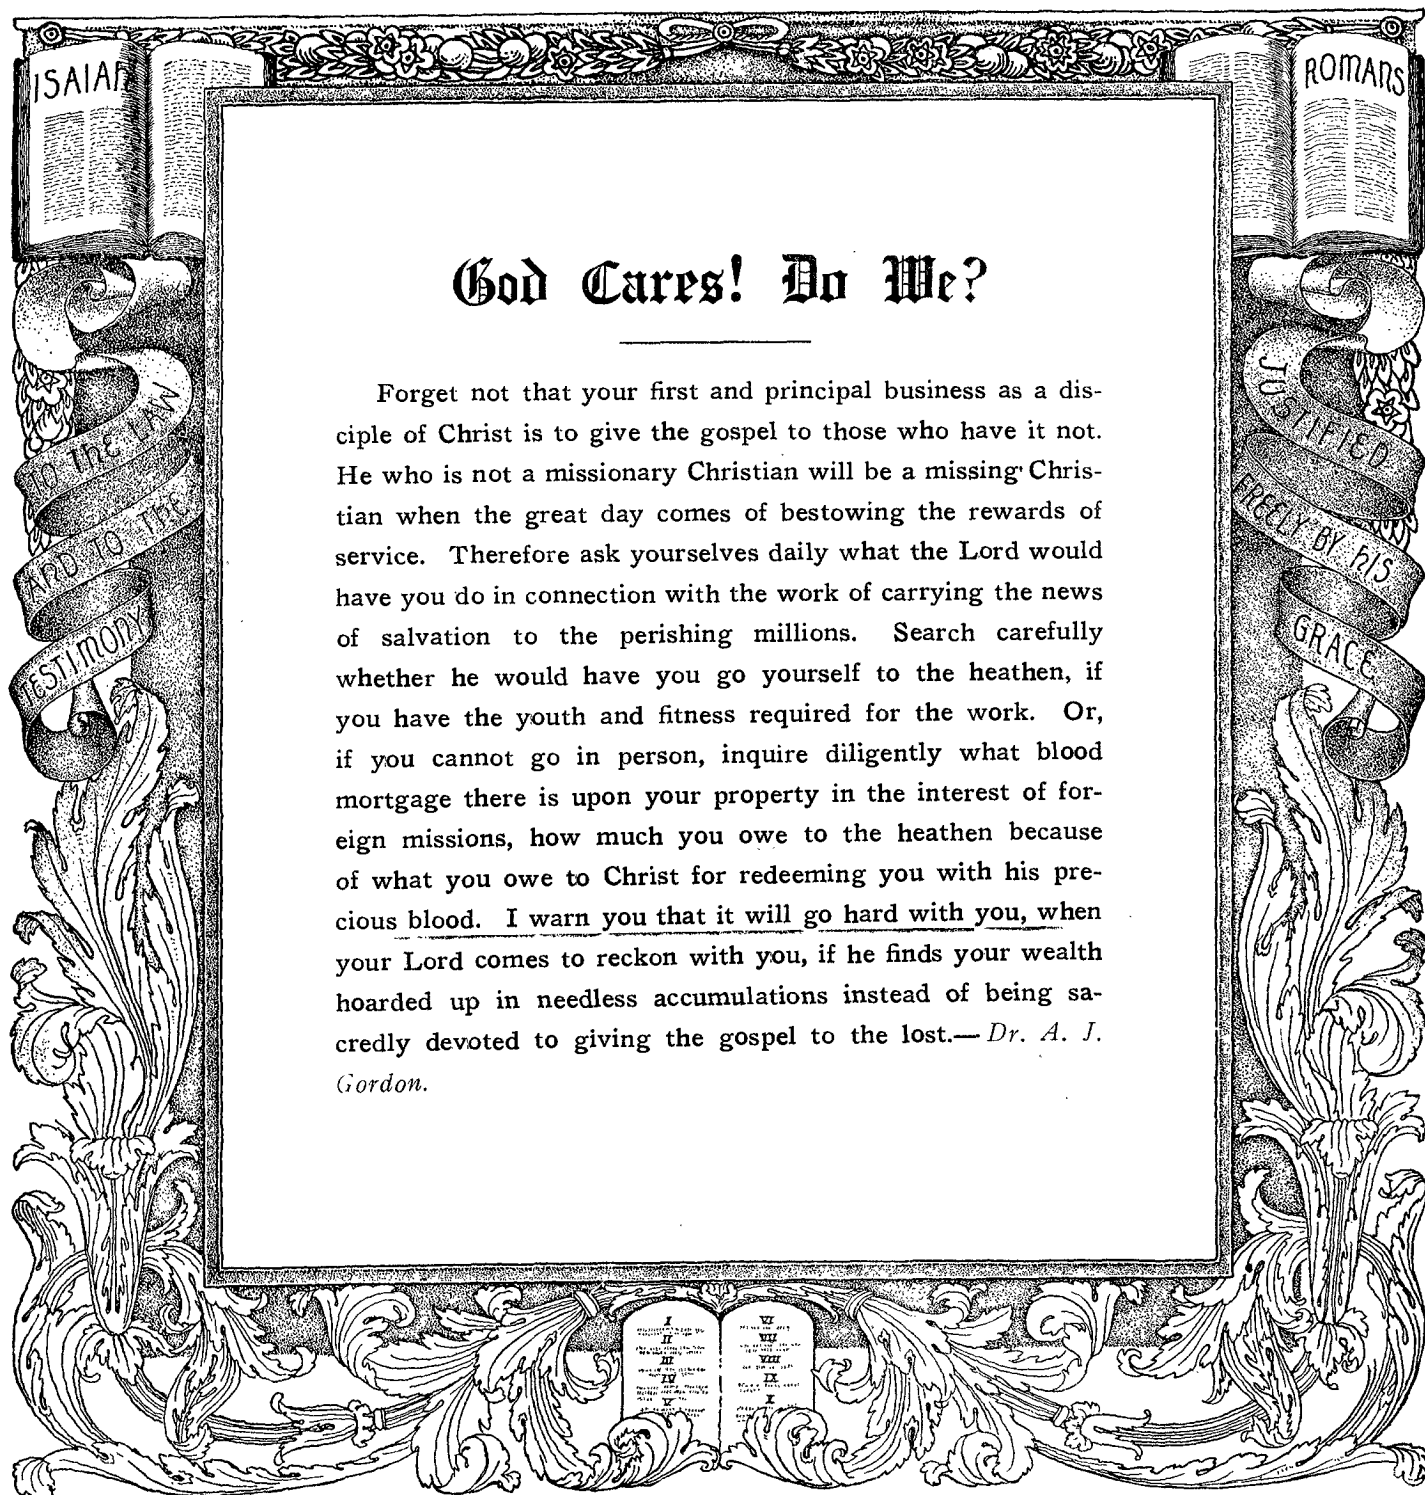 ISAIAH
ROMANS
TO THE LAW
AND TO THE
TESTIMONY
JUSTIFIED
FREELY BY HIS
GRACE
God Cares! Do We?
Forget not that your first and principal business as a dis-
ciple of Christ is to give the gospel to those who have it not.
He who is not a missionary Christian will be a missing Chris-
tian when the great day comes of bestowing the rewards of
service. Therefore ask yourselves daily what the Lord would
have you do in connection with the work of carrying the news
of salvation to the perishing millions. Search carefully
whether he would have you go yourself to the heathen, if
you have the youth and fitness required for the work. Or,
if you cannot go in person, inquire diligently what blood
mortgage there is upon your property in the interest of for-
eign missions, how much you owe to the heathen because
of what you owe to Christ for redeeming you with his pre-
cious blood. I warn you that it will go hard with you, when
your Lord comes to reckon with you, if he finds your wealth
hoarded up in needless accumulations instead of being sa-
credly devoted to giving the gospel to the lost.— Dr. A. J.
Gordon.
I
II
III
IV
V
VI
VII
VIII
IX
X